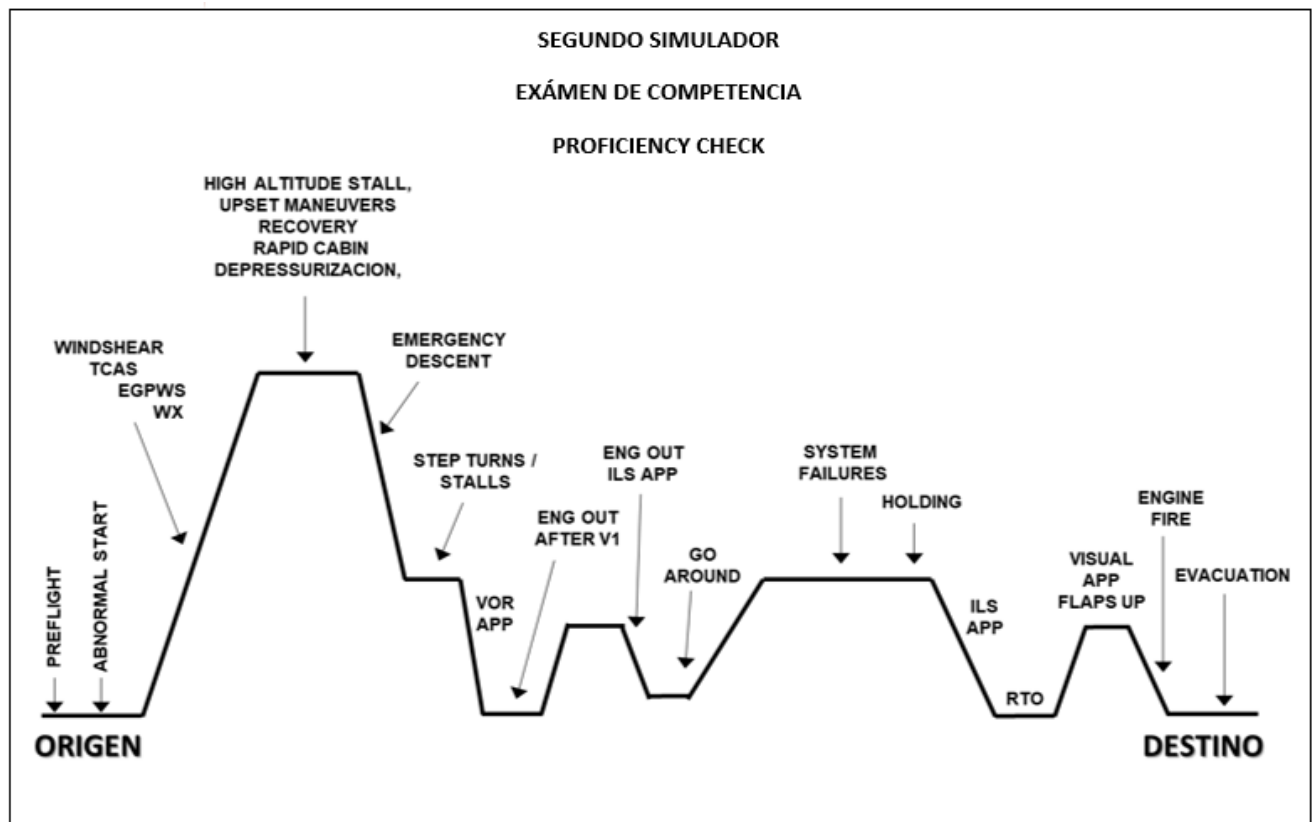 SEGUNDO SIMULADOR
EXÁMEN DE COMPETENCIA
PROFICIENCY CHECK
HIGH ALTITUDE STALL,
UPSET MANEUVERS
RECOVERY
RAPID CABIN
DEPRESSURIZACION,
WINDSHEAR
TCAS
EGPWS
WX
EMERGENCY
DESCENT
STEP TURNS /
STALLS
ENG OUT
AFTER V1
ENG OUT
ILS APP
GO
AROUND
SYSTEM
FAILURES
HOLDING
ENGINE
FIRE
VISUAL
APP
FLAPS UP
EVACUATION
PREFLIGHT
ABNORMAL START
VOR
APP
ILS
APP
RTO
ORIGEN
DESTINO